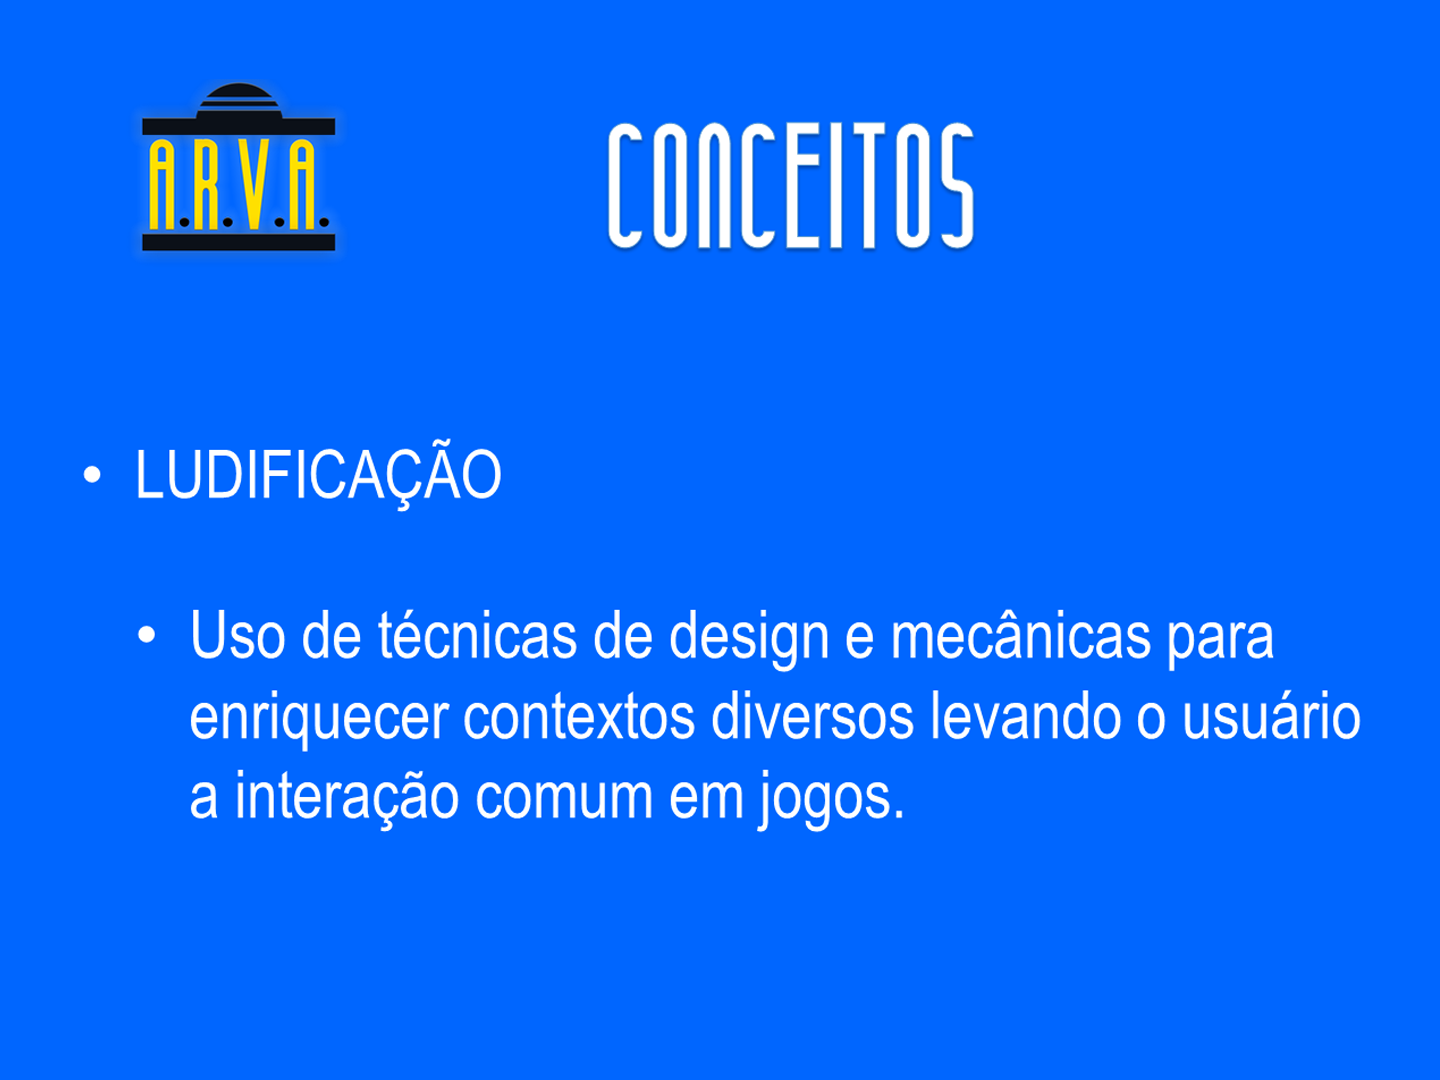 A.R.V.A.
CONCEITOS
• LUDIFICAÇÃO
• Uso de técnicas de design e mecânicas para
enriquecer contextos diversos levando o usuário
a interação comum em jogos.